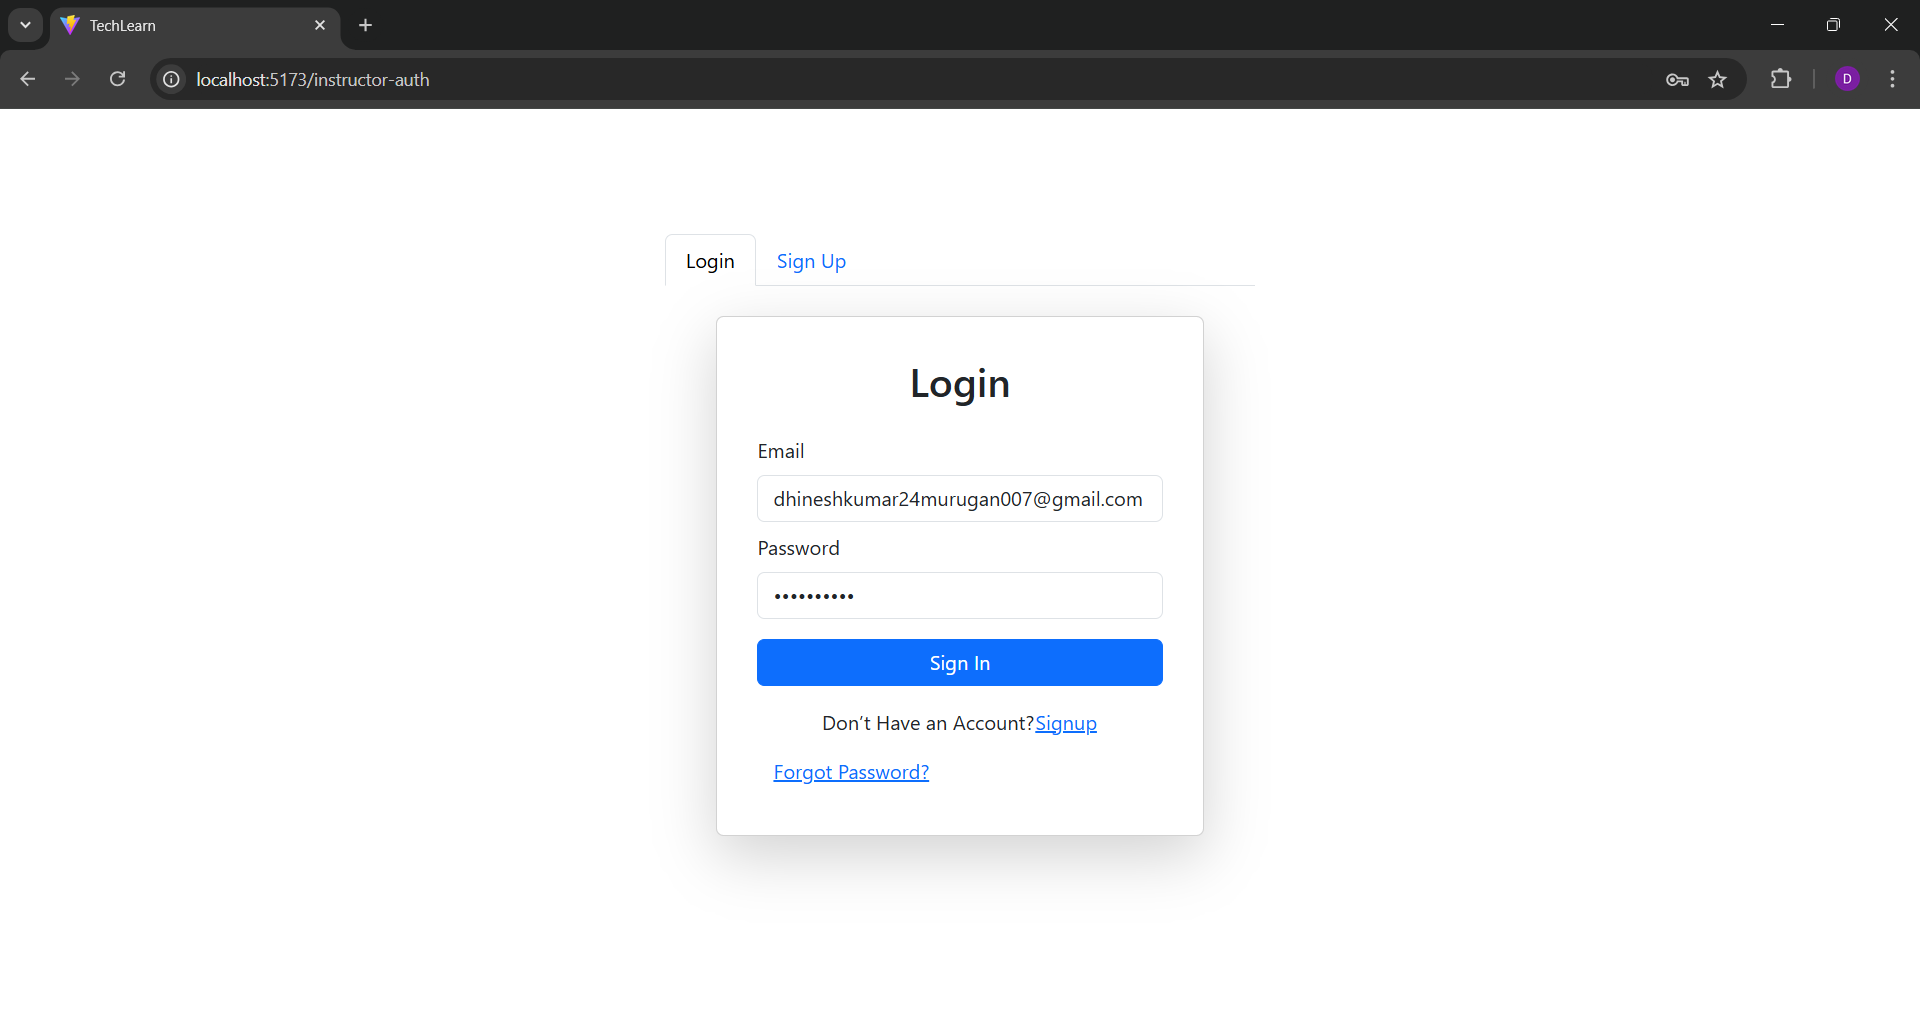 TechLearn
localhost:5173/instructor-auth
D
Login Sign Up
Login
Email
dhineshkumar24murugan007@gmail.com
Password
••••••••••
Sign In
Don't Have an Account?Signup
Forgot Password?